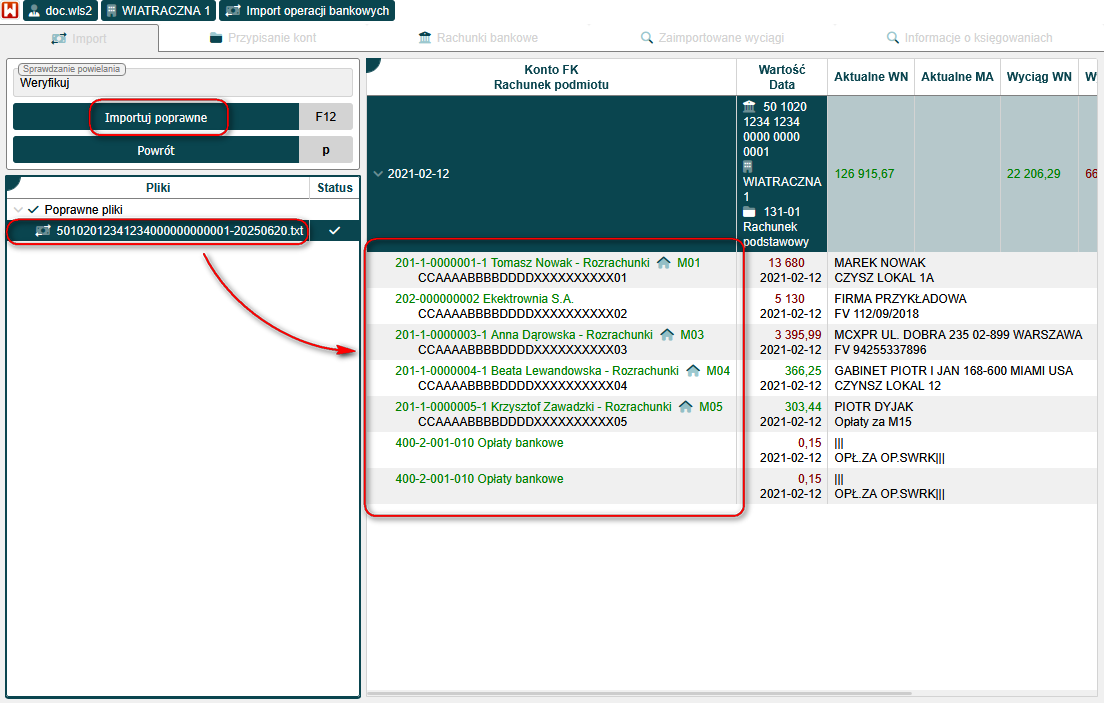 doc.wls2 WIATRACZNA 1 Import operacji bankowych
Import Przypisanie kont Rachunki bankowe Zaimportowane wyciągi Informacje o księgowaniach
Sprawdzanie powielania
Weryfikuj
Importuj poprawne F12
Powrót p
Pliki Status
Poprawne pliki
50102012341234000000000001-20250620.txt
Konto FK
Rachunek podmiotu
Wartość
Data
Aktualne WN Aktualne MA Wyciąg WN W
2021-02-12
50 1020
1234 1234
0000 0000
0001
WIATRACZNA
1
131-01
Rachunek
podstawowy
126 915,67 22 206,29 66
201-1-0000001-1 Tomasz Nowak - Rozrachunki M01 13 680 MAREK NOWAK
CCAAAABBBBDDDDXXXXXXXXXX01 2021-02-12 CZYSZ LOKAL 1A
202-000000002 Ekektrownia S.A. 5 130 FIRMA PRZYKŁADOWA
CCAAAABBBBDDDDXXXXXXXXXX02 2021-02-12 FV 112/09/2018
201-1-0000003-1 Anna Dąrowska - Rozrachunki M03 3 395,99 MCXPR UL. DOBRA 235 02-899 WARSZAWA
CCAAAABBBBDDDDXXXXXXXXXX03 2021-02-12 FV 94255337896
201-1-0000004-1 Beata Lewandowska - Rozrachunki M04 366,25 GABINET PIOTR I JAN 168-600 MIAMI USA
CCAAAABBBBDDDDXXXXXXXXXX04 2021-02-12 CZYNSZ LOKAL 12
201-1-0000005-1 Krzysztof Zawadzki - Rozrachunki M05 303,44 PIOTR DYJAK
CCAAAABBBBDDDDXXXXXXXXXX05 2021-02-12 Opłaty za M15
400-2-001-010 Opłaty bankowe 0,15 |||
2021-02-12 OPŁ.ZA OP.SWRK|||
400-2-001-010 Opłaty bankowe 0,15 |||
2021-02-12 OPŁ.ZA OP.SWRK|||